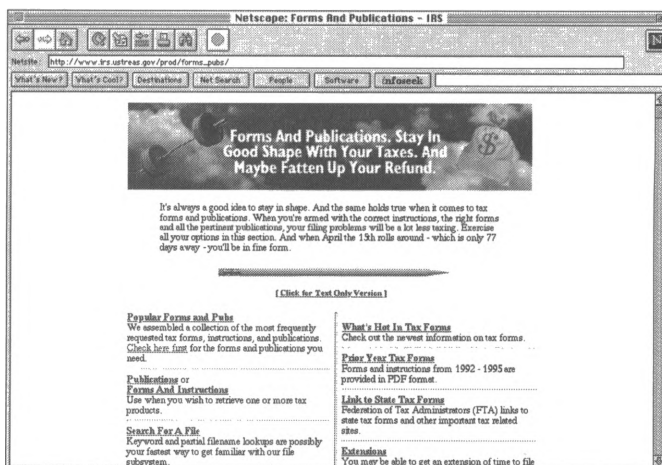 Netscape: Forms And Publications - IRS
N
Netsite: http://www.irs.ustreas.gov/prod/forms_pubs/
What's New? What's Cool? Destinations Net Search People Software infoseek
Forms And Publications. Stay In
Good Shape With Your Taxes. And
Maybe Fatten Up Your Refund.
$
It's always a good idea to stay in shape. And the same holds true when it comes to tax
forms and publications. When you're armed with the correct instructions, the right forms
and all the pertinent publications, your filing problems will be a lot less taxing. Exercise
all your options in this section. And when April the 15th rolls around - which is only 77
days away - you'll be in fine form.
[ Click for Text Only Version ]
Popular Forms and Pubs
We assembled a collection of the most frequently
requested tax forms, instructions, and publications.
Check here first for the forms and publications you
need.
Publications or
Forms And Instructions
Use when you wish to retrieve one or more tax
products.
Search For A File
Keyword and partial filename lookups are possibly
your fastest way to get familiar with our file
subsystem.
What's Hot In Tax Forms
Check out the newest information on tax forms.
Prior Year Tax Forms
Forms and instructions from 1992 - 1995 are
provided in PDF format.
Link to State Tax Forms
Federation of Tax Administrators (FTA) links to
state tax forms and other important tax related
sites.
Extensions
You may be able to get an extension of time to file